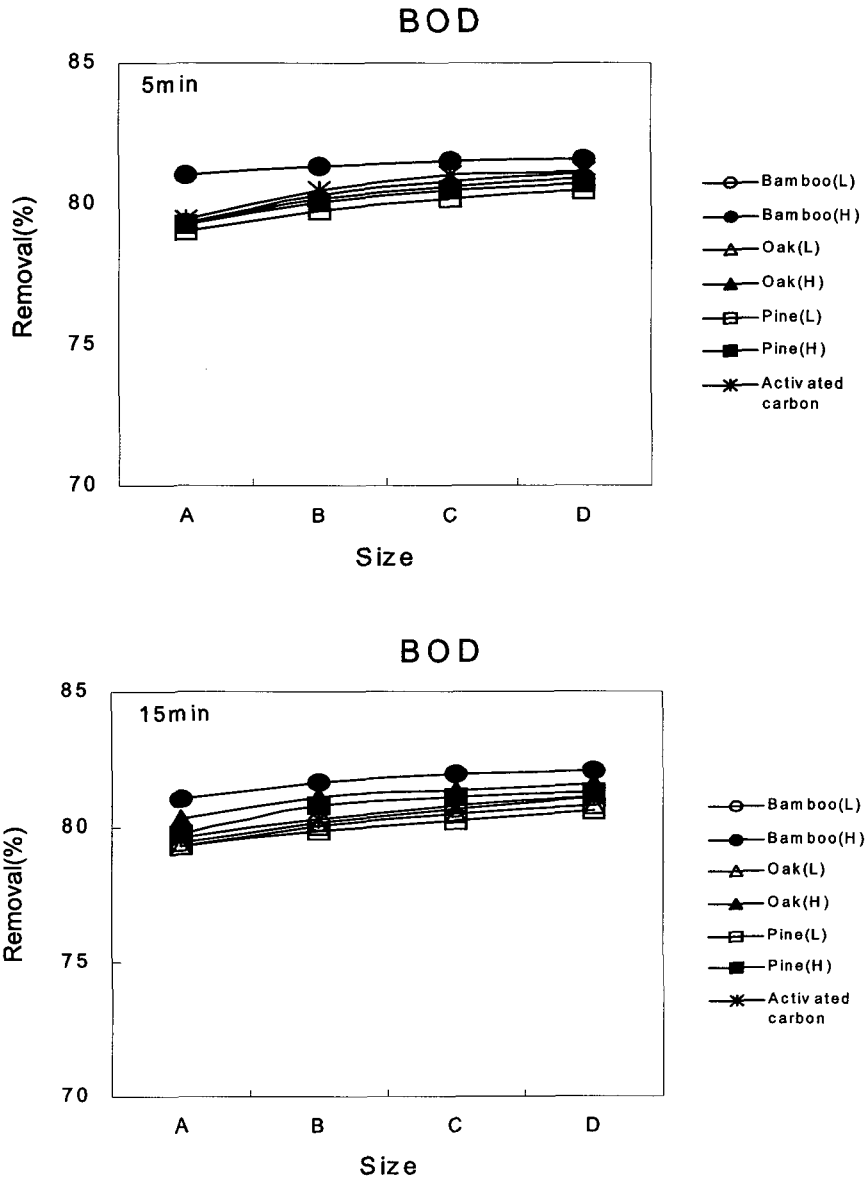 BOD
85
5min
80
75
70
Removal(%)
A B C D
Size
Bamboo(L)
Bamboo(H)
Oak(L)
Oak(H)
Pine(L)
Pine(H)
Activated
carbon
BOD
85
15min
80
75
70
Removal(%)
A B C D
Size
Bamboo(L)
Bamboo(H)
Oak(L)
Oak(H)
Pine(L)
Pine(H)
Activated
carbon